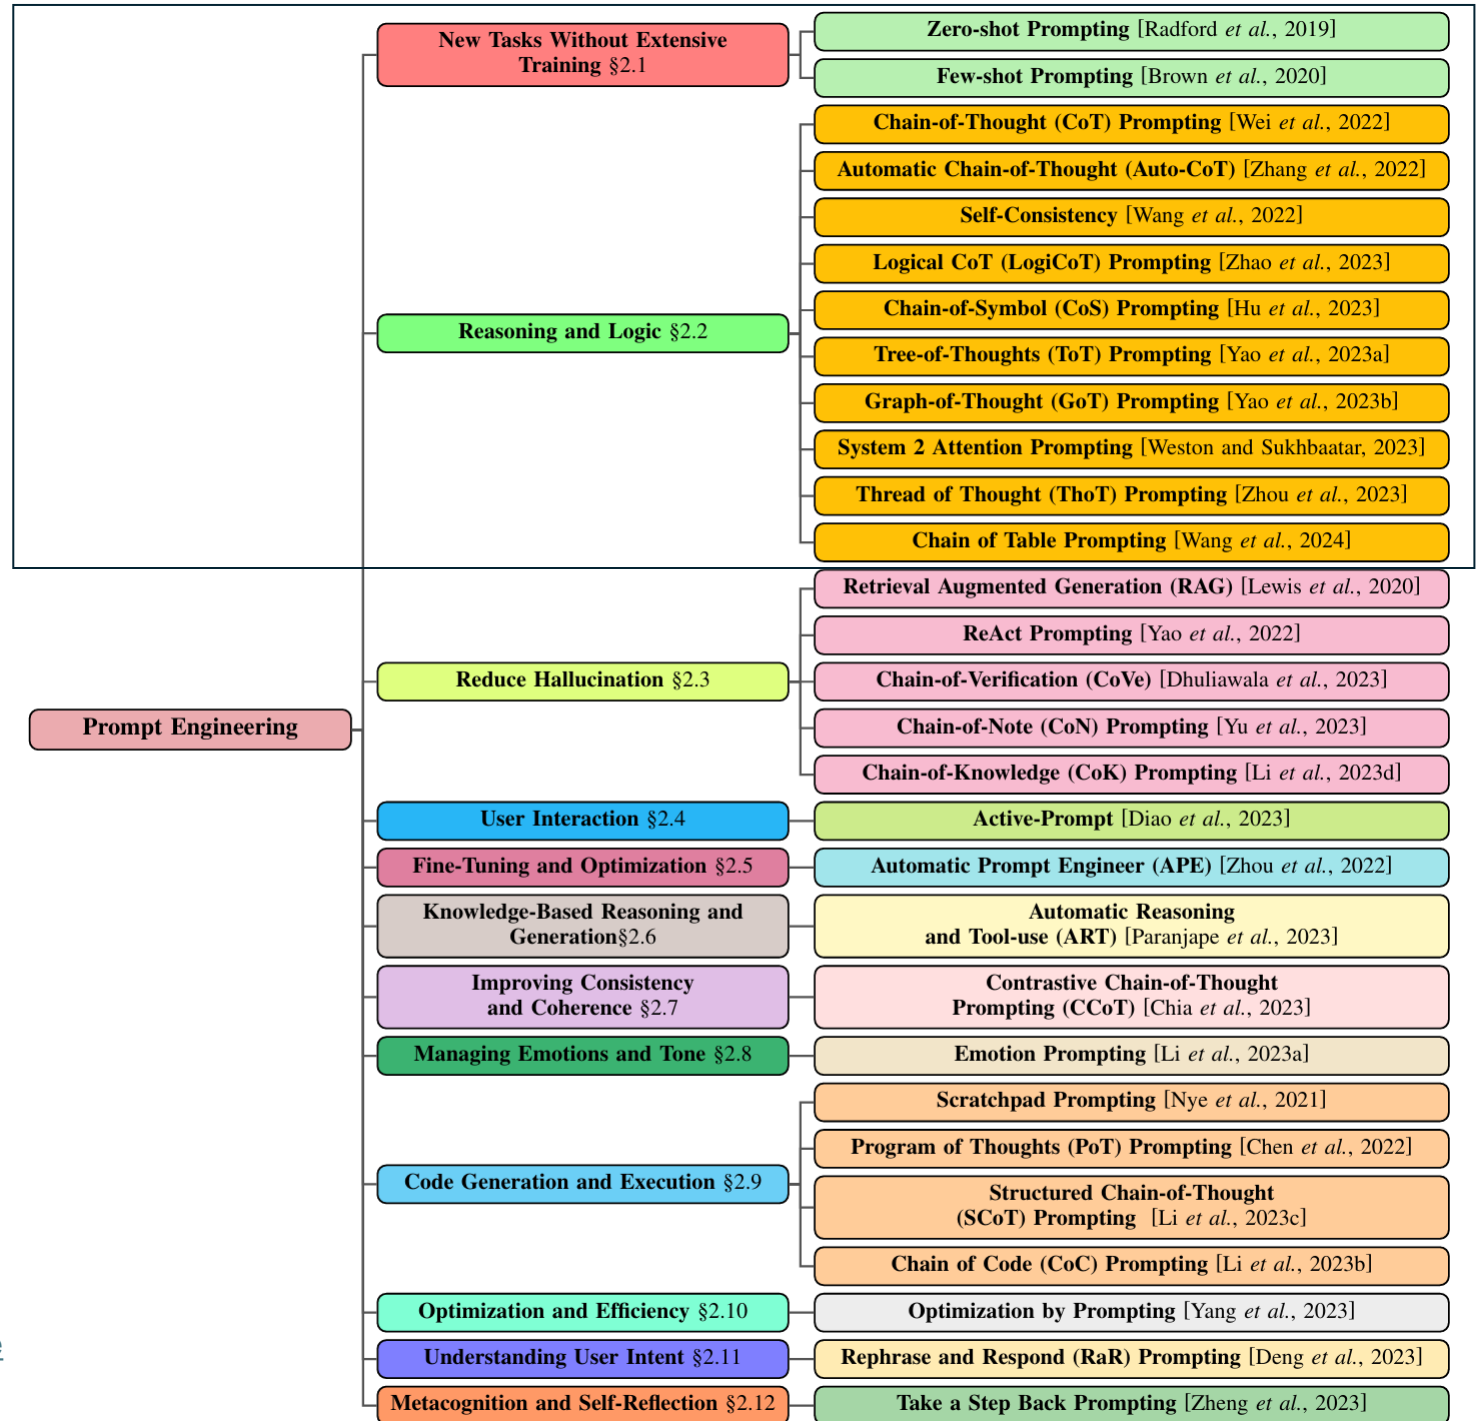 New Tasks Without Extensive
Training §2.1
Zero-shot Prompting [Radford et al., 2019]
Few-shot Prompting [Brown et al., 2020]
Reasoning and Logic §2.2
Chain-of-Thought (CoT) Prompting [Wei et al., 2022]
Automatic Chain-of-Thought (Auto-CoT) [Zhang et al., 2022]
Self-Consistency [Wang et al., 2022]
Logical CoT (LogiCoT) Prompting [Zhao et al., 2023]
Chain-of-Symbol (CoS) Prompting [Hu et al., 2023]
Tree-of-Thoughts (ToT) Prompting [Yao et al., 2023a]
Graph-of-Thought (GoT) Prompting [Yao et al., 2023b]
System 2 Attention Prompting [Weston and Sukhbaatar, 2023]
Thread of Thought (ThoT) Prompting [Zhou et al., 2023]
Chain of Table Prompting [Wang et al., 2024]
Prompt Engineering
Reduce Hallucination §2.3
Retrieval Augmented Generation (RAG) [Lewis et al., 2020]
ReAct Prompting [Yao et al., 2022]
Chain-of-Verification (CoVe) [Dhuliawala et al., 2023]
Chain-of-Note (CoN) Prompting [Yu et al., 2023]
Chain-of-Knowledge (CoK) Prompting [Li et al., 2023d]
User Interaction §2.4
Active-Prompt [Diao et al., 2023]
Fine-Tuning and Optimization §2.5
Automatic Prompt Engineer (APE) [Zhou et al., 2022]
Knowledge-Based Reasoning and
Generation§2.6
Automatic Reasoning
and Tool-use (ART) [Paranjape et al., 2023]
Improving Consistency
and Coherence §2.7
Contrastive Chain-of-Thought
Prompting (CCoT) [Chia et al., 2023]
Managing Emotions and Tone §2.8
Emotion Prompting [Li et al., 2023a]
Code Generation and Execution §2.9
Scratchpad Prompting [Nye et al., 2021]
Program of Thoughts (PoT) Prompting [Chen et al., 2022]
Structured Chain-of-Thought
(SCoT) Prompting [Li et al., 2023c]
Chain of Code (CoC) Prompting [Li et al., 2023b]
Optimization and Efficiency §2.10
Optimization by Prompting [Yang et al., 2023]
Understanding User Intent §2.11
Rephrase and Respond (RaR) Prompting [Deng et al., 2023]
Metacognition and Self-Reflection §2.12
Take a Step Back Prompting [Zheng et al., 2023]